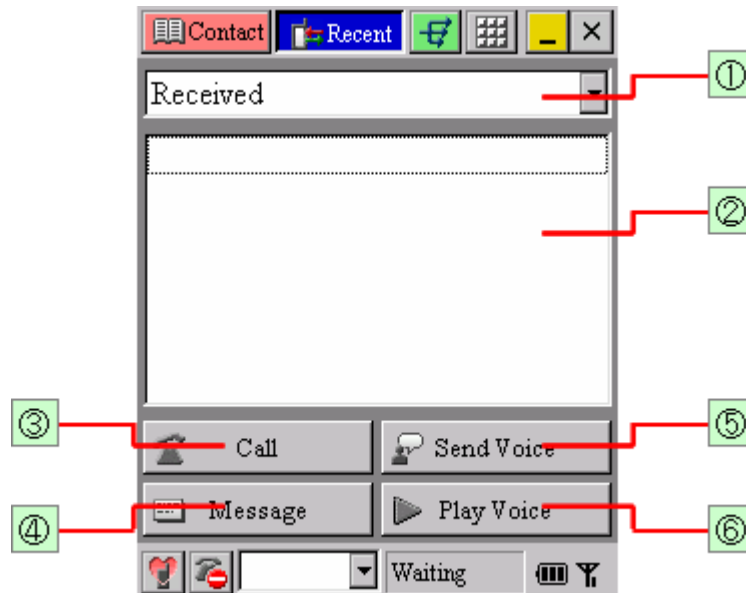 Contact Recent
Received
①
②
③ Call Send Voice ⑤
④ Message Play Voice ⑥
Waiting